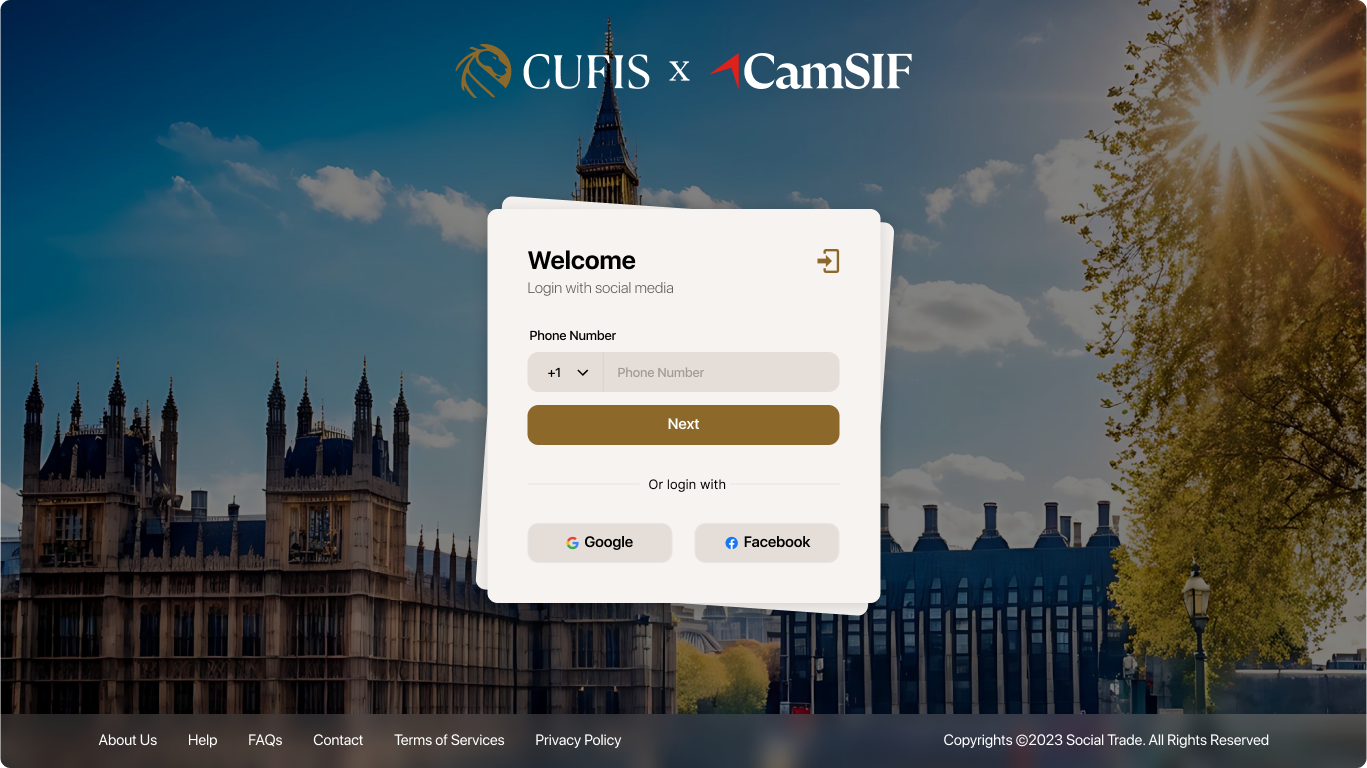 CUFIS x CamSIF
Welcome
Login with social media
Phone Number
+1 Phone Number
Next
Or login with
Google Facebook
About Us Help FAQs Contact Terms of Services Privacy Policy Copyrights ©2023 Social Trade. All Rights Reserved